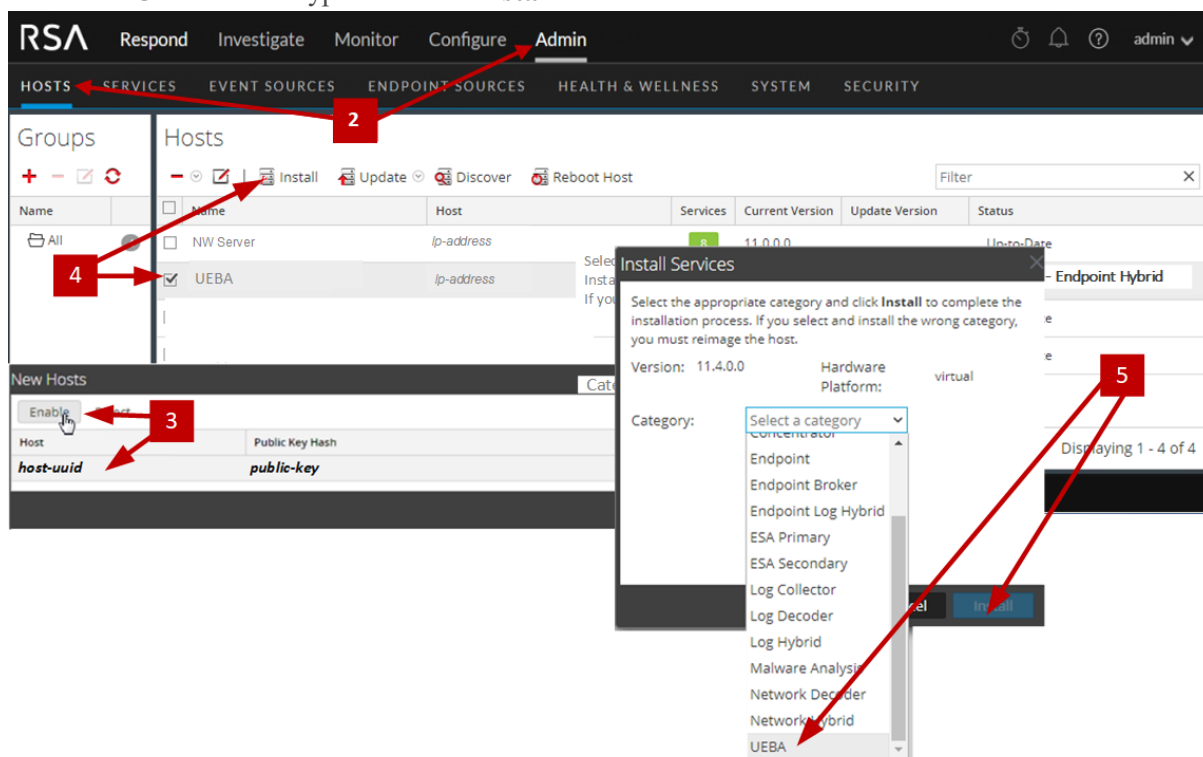 RSA Respond Investigate Monitor Configure Admin admin
HOSTS SERVICES EVENT SOURCES ENDPOINT SOURCES HEALTH & WELLNESS SYSTEM SECURITY
2
Groups
Hosts
Install Update Discover Reboot Host Filter
Name
Name Host Services Current Version Update Version Status
All
NW Server Ip-address 8 11.0.0.0 Up-to-Date
4
UEBA Ip-address
- Endpoint Hybrid
If you
Install Services
Select the appropriate category and click Install to complete the
installation process. If you select and install the wrong category,
you must reimage the host.
Version: 11.4.0.0 Hardware
Platform: virtual
5
Category: Select a category
Concentrator
Endpoint
Endpoint Broker
Endpoint Log Hybrid
ESA Primary
ESA Secondary
Log Collector
Log Decoder
Log Hybrid
Malware Analysis
Network Decoder
Network Hybrid
UEBA
Install
Displaying 1 - 4 of 4
New Hosts
Enable
3
Host Public Key Hash
host-uuid public-key